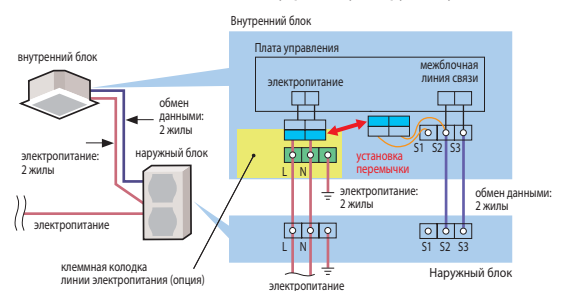 Внутренний блок
Плата управления
внутренний блок
межблочная
линия связи
электропитание
обмен
данными:
2 жилы
электропитание:
2 жилы
наружный блок
S1 S2 S3
L N
установка
перемычки
электропитание:
2 жилы
обмен данными:
2 жилы
электропитание
L N
S1 S2 S3
клеммная колодка
линии электропитания (опция)
Наружный блок
электропитание